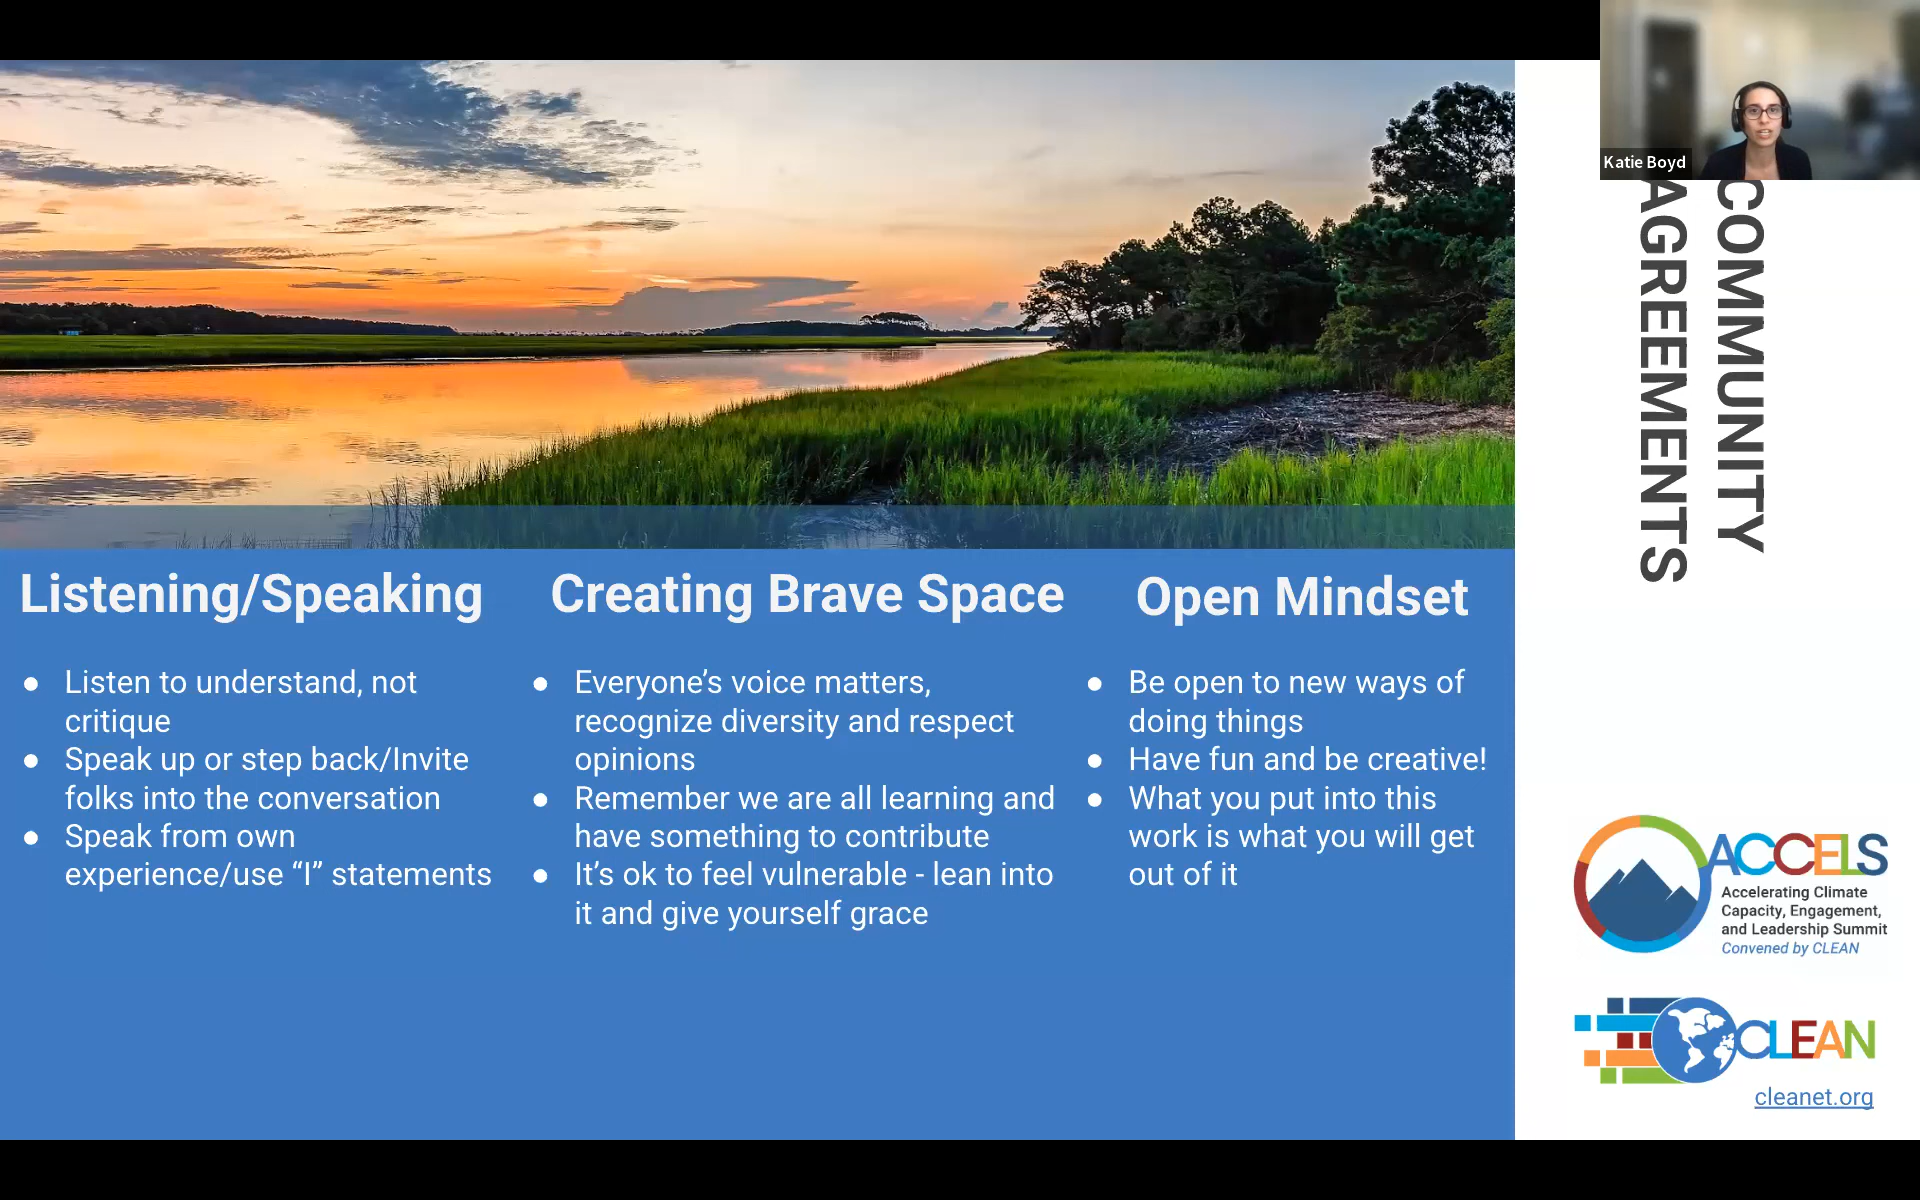 Katie Boyd
COMMUNITY
AGREEMENTS
Listening/Speaking
● Listen to understand, not
critique
● Speak up or step back/Invite
folks into the conversation
● Speak from own
experience/use “I” statements
Creating Brave Space
● Everyone’s voice matters,
recognize diversity and respect
opinions
● Remember we are all learning and
have something to contribute
● It’s ok to feel vulnerable - lean into
it and give yourself grace
Open Mindset
● Be open to new ways of
doing things
● Have fun and be creative!
● What you put into this
work is what you will get
out of it
ACCELS
Accelerating Climate
Capacity, Engagement,
and Leadership Summit
Convened by CLEAN
CLEAN
cleanet.org